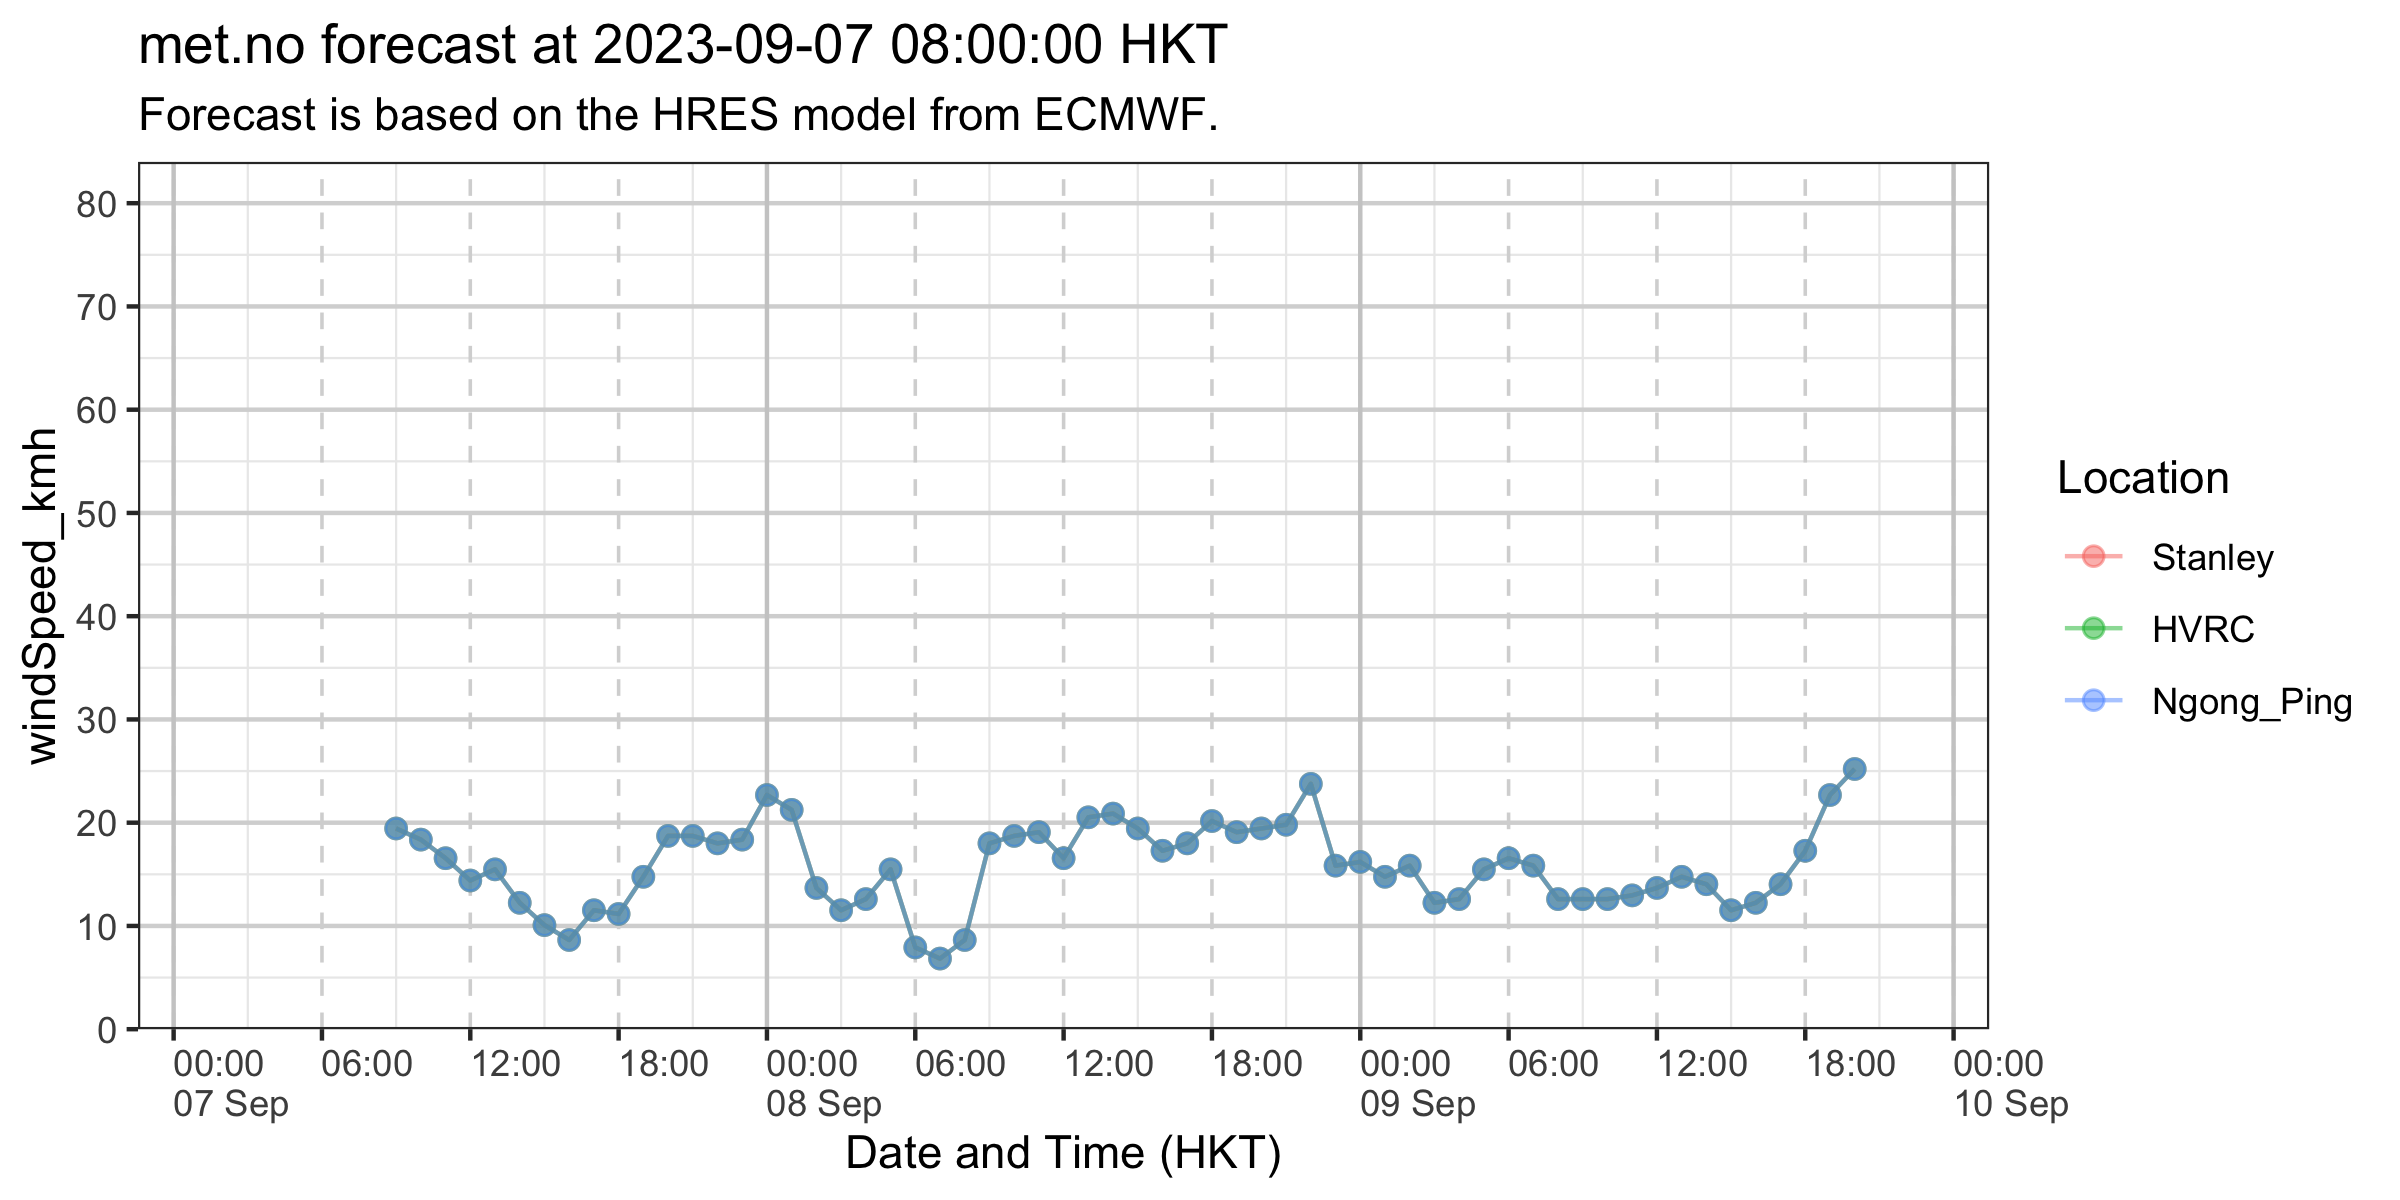 met.no forecast at 2023-09-07 08:00:00 HKT
Forecast is based on the HRES model from ECMWF.
windSpeed_kmh
80
70
60
50
40
30
20
10
0
00:00 06:00 12:00 18:00 00:00 06:00 12:00 18:00 00:00 06:00 12:00 18:00 00:00
07 Sep 08 Sep 09 Sep 10 Sep
Date and Time (HKT)
Location
Stanley
HVRC
Ngong_Ping